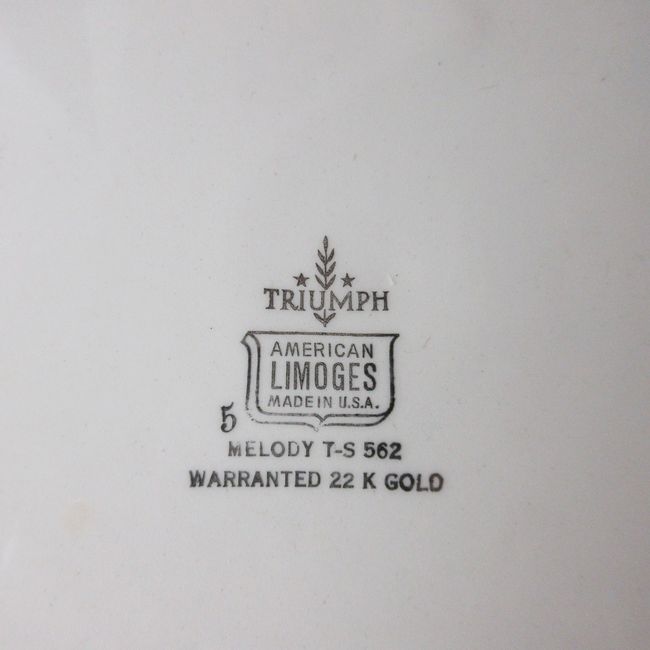 TRIUMPH
AMERICAN
LIMOGES
MADE IN U.S.A.
5
MELODY T-S 562
WARRANTED 22 K GOLD